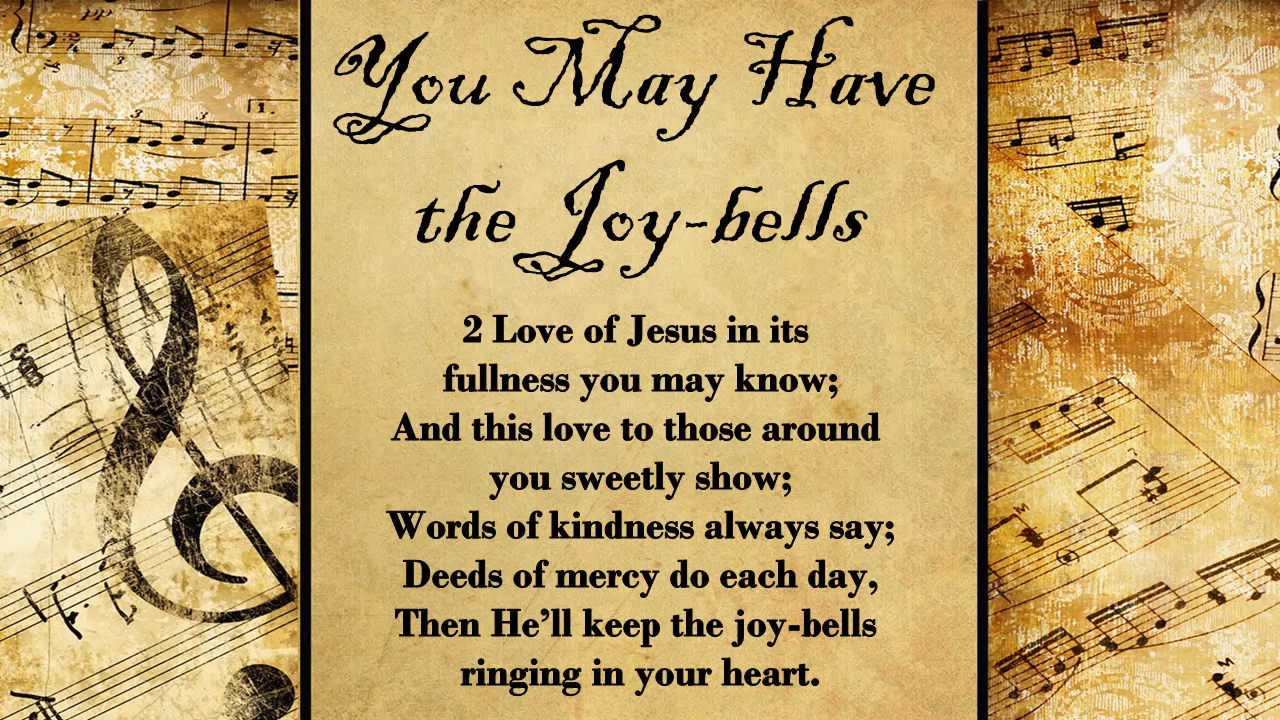 You May Have
the Joy-bells
2 Love of Jesus in its
fullness you may know;
And this love to those around
you sweetly show;
Words of kindness always say;
Deeds of mercy do each day,
Then He’ll keep the joy-bells
ringing in your heart.